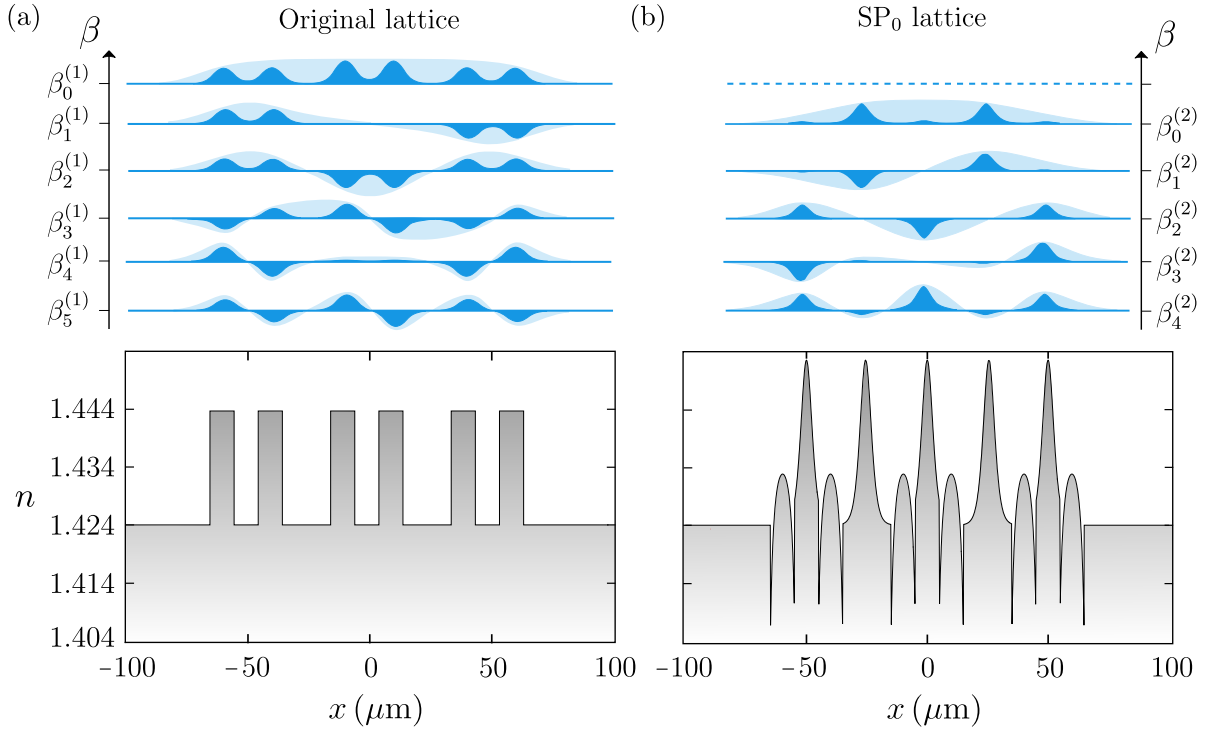 (a) Original lattice
β
β₀⁽¹⁾
β₁⁽¹⁾
β₂⁽¹⁾
β₃⁽¹⁾
β₄⁽¹⁾
β₅⁽¹⁾
n
1.444
1.434
1.424
1.414
1.404
−100 −50 0 50 100
x (μm)
(b) SP₀ lattice
β
β₀⁽²⁾
β₁⁽²⁾
β₂⁽²⁾
β₃⁽²⁾
β₄⁽²⁾
−100 −50 0 50 100
x (μm)